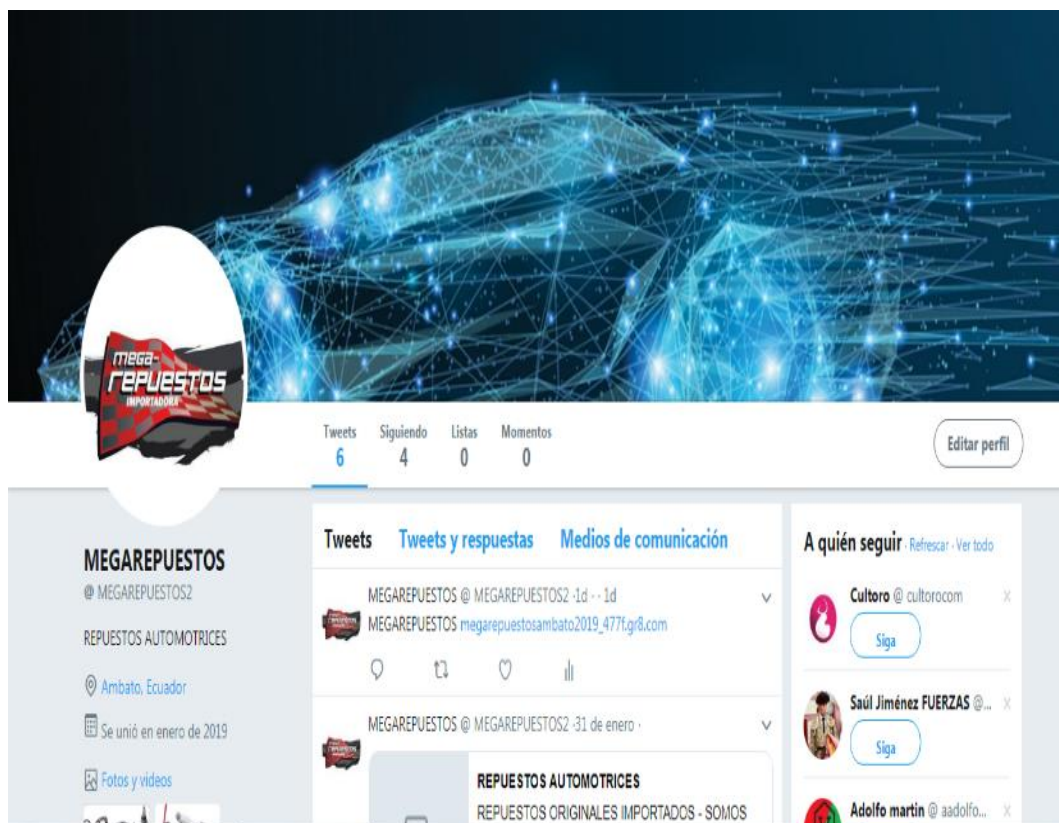 mega-
repuestos
IMPORTADORA
Tweets Siguiendo Listas Momentos
6 4 0 0
Editar perfil
MEGAREPUESTOS
@ MEGAREPUESTOS2
REPUESTOS AUTOMOTRICES
Ambato, Ecuador
Se unió en enero de 2019
Fotos y videos
Tweets Tweets y respuestas Medios de comunicación
MEGAREPUESTOS @ MEGAREPUESTOS2 ·1d · · 1d
MEGAREPUESTOS megarepuestosambato2019_477f.gr8.com
MEGAREPUESTOS @ MEGAREPUESTOS2 ·31 de enero ·
REPUESTOS AUTOMOTRICES
REPUESTOS ORIGINALES IMPORTADOS - SOMOS
A quién seguir · Refrescar · Ver todo
Cultoro @ cultorocom
Siga
Saúl Jiménez FUERZAS @...
Siga
Adolfo martin @ aadolfo...